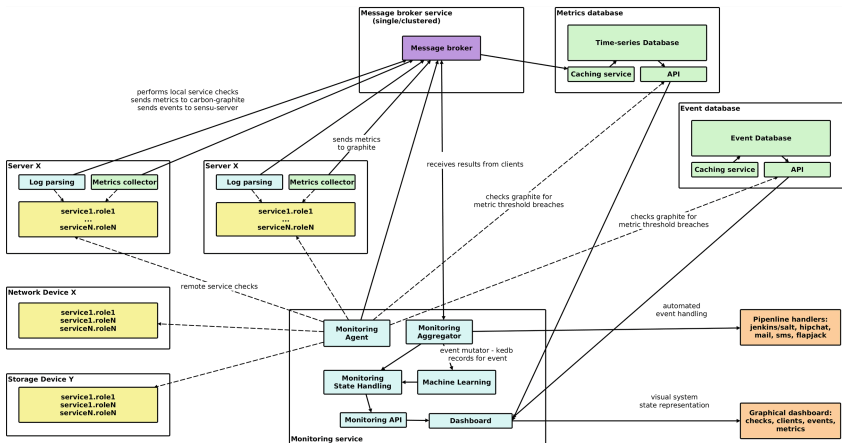 Message broker service
(single/clustered)
Message broker
Metrics database
Time-series Database
Caching service
API
Event database
Event Database
Caching service
API
performs local service checks
sends metrics to carbon-graphite
sends events to sensu-server
sends metrics
to graphite
receives results from clients
Server X
Log parsing
Metrics collector
service1.role1
...
serviceN.roleN
Server X
Log parsing
Metrics collector
service1.role1
...
serviceN.roleN
checks graphite for
metric threshold breaches
checks graphite for
metric threshold breaches
remote service checks
Network Device X
service1.role1
serviceN.roleN
serviceN.roleN
Storage Device Y
service1.role1
serviceN.roleN
serviceN.roleN
Monitoring
Agent
Monitoring
Aggregator
event mutator - kedb
records for event
Monitoring
State Handling
Machine Learning
Monitoring API
Dashboard
Monitoring service
automated
event handling
Pipenline handlers:
jenkins/salt, hipchat,
mail, sms, flapjack
visual system
state representation
Graphical dashboard:
checks, clients, events,
metrics